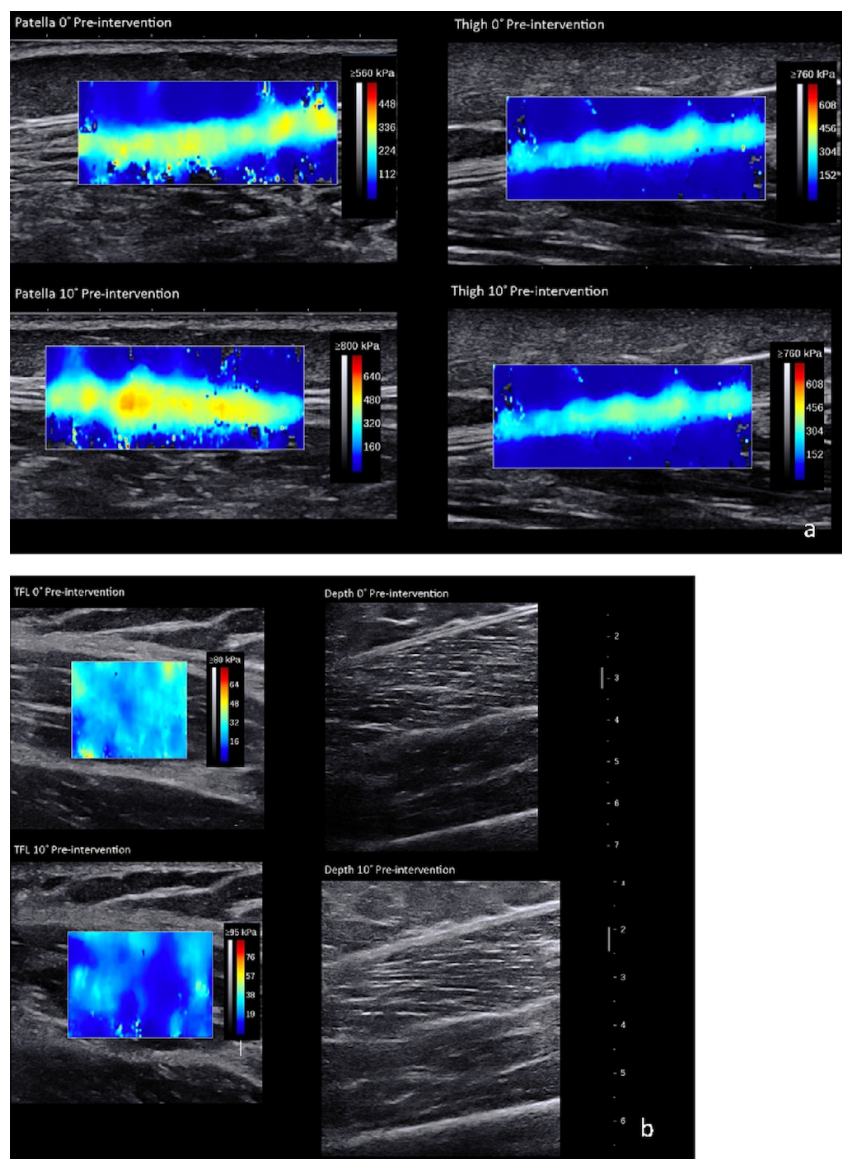 Patella 0° Pre-intervention
≥560 kPa
448
336
224
112
Thigh 0° Pre-intervention
≥760 kPa
608
456
304
152
Patella 10° Pre-intervention
≥800 kPa
640
480
320
160
Thigh 10° Pre-intervention
≥760 kPa
608
456
304
152
a
TFL 0° Pre-intervention
≥80 kPa
64
48
32
16
Depth 0° Pre-intervention
2
3
4
5
6
7
TFL 10° Pre-intervention
≥95 kPa
76
57
38
19
Depth 10° Pre-intervention
1
2
3
4
5
6
b